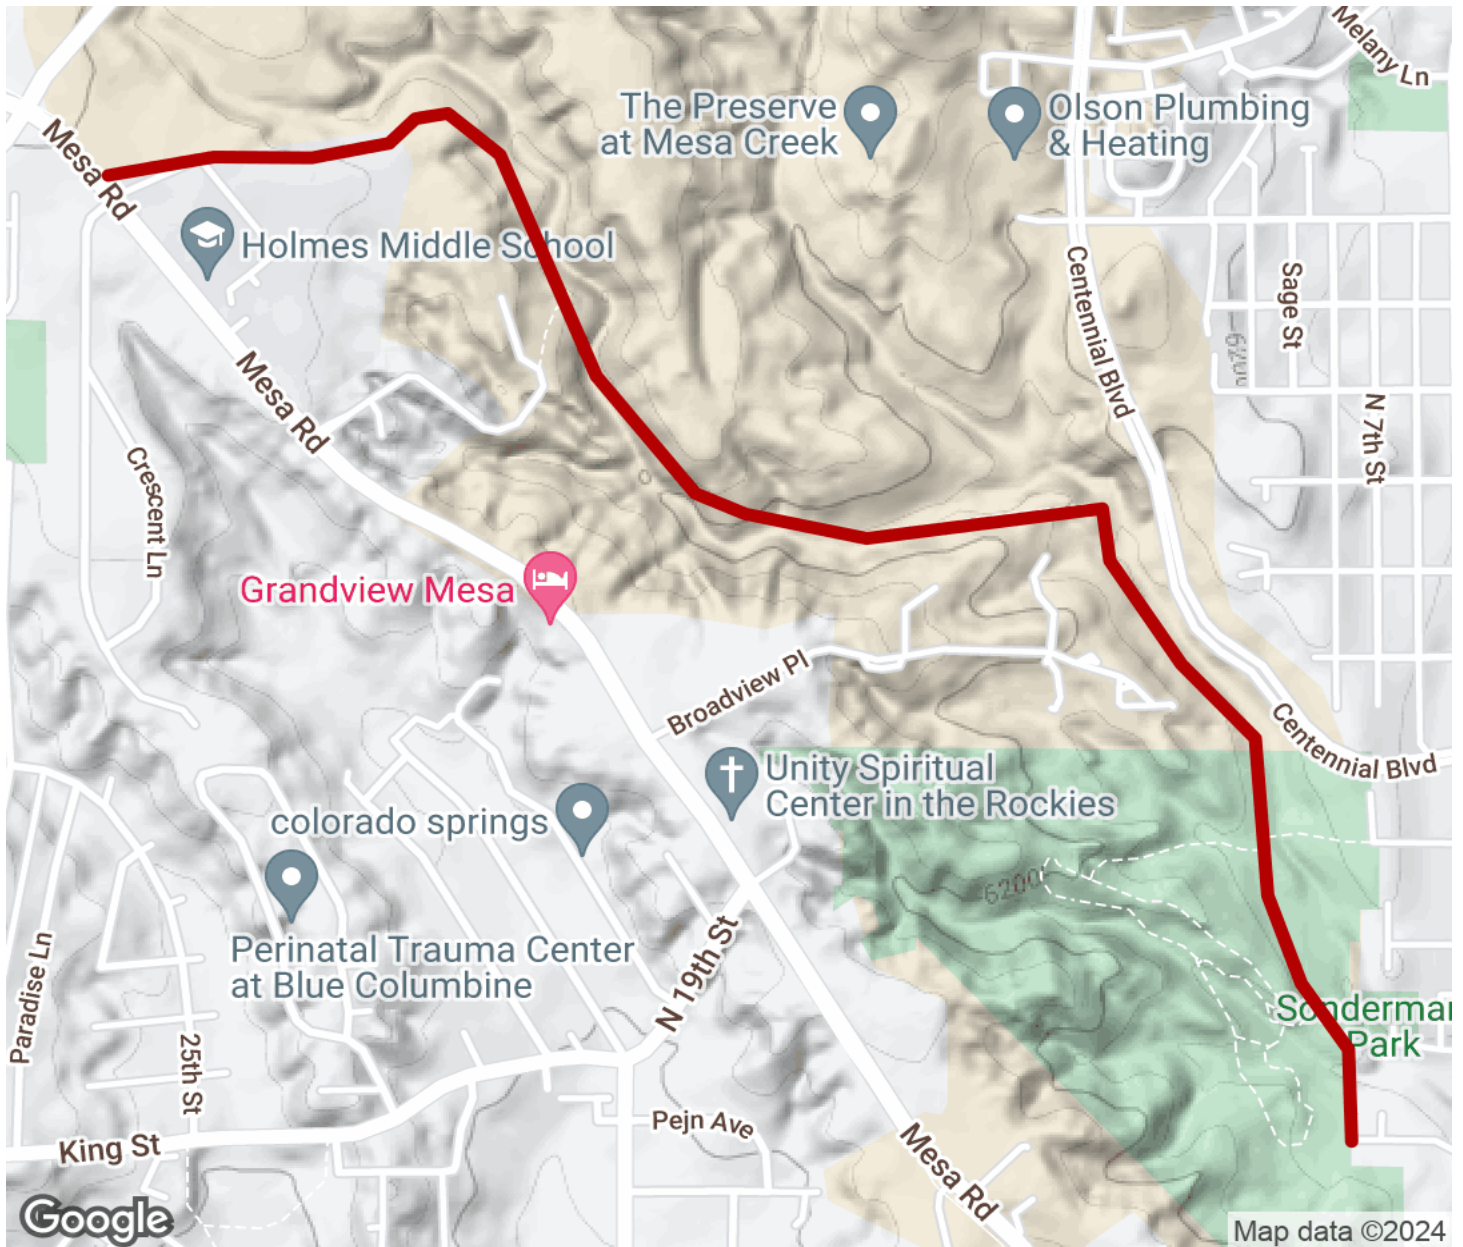 Melany Ln
The Preserve
at Mesa Creek
Olson Plumbing
& Heating
Mesa Rd
Holmes Middle School
Centennial Blvd
Sage St
6200
Mesa Rd
N 7th St
Crescent Ln
Grandview Mesa
Broadview Pl
Centennial Blvd
Unity Spiritual
Center in the Rockies
colorado springs
6200
Perinatal Trauma Center
at Blue Columbine
N 19th St
Paradise Ln
Sonderman
Park
25th St
Pejn Ave
King St
Mesa Rd
Google
Map data ©2024